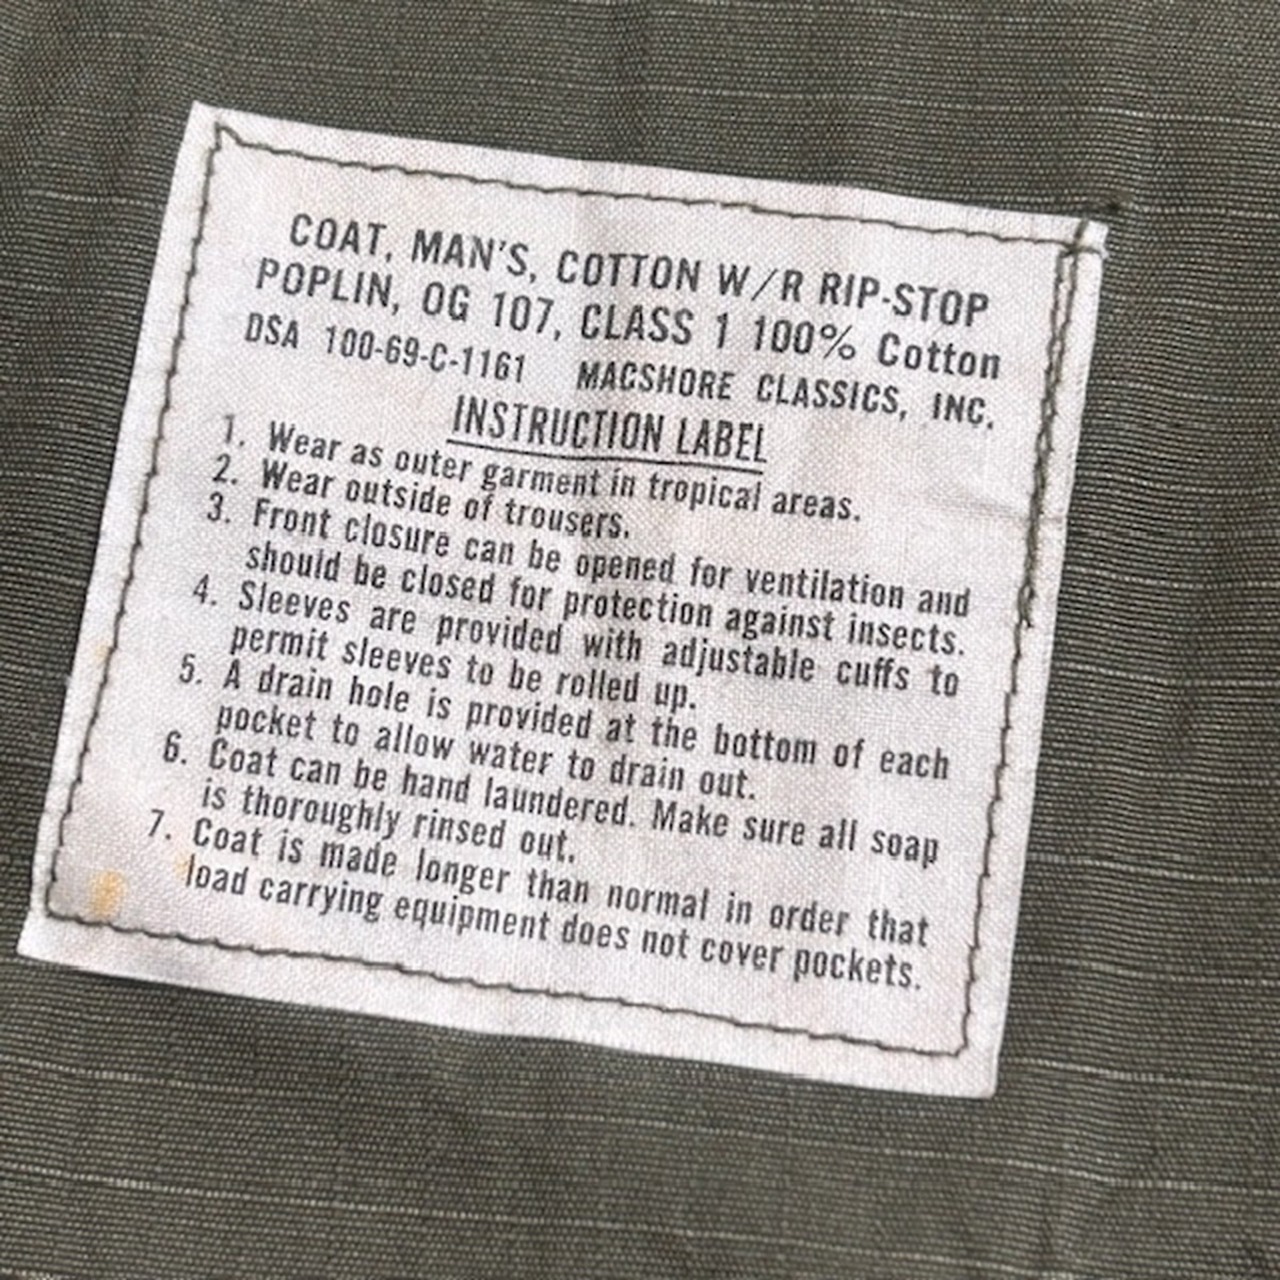 COAT, MAN'S, COTTON W/R RIP-STOP
POPLIN, OG 107, CLASS 1 100% Cotton
DSA 100-69-C-1161 MACSHORE CLASSICS, INC.
INSTRUCTION LABEL
1. Wear as outer garment in tropical areas.
2. Wear outside of trousers.
3. Front closure can be opened for ventilation and
should be closed for protection against insects.
4. Sleeves are provided with adjustable cuffs to
permit sleeves to be rolled up.
5. A drain hole is provided at the bottom of each
pocket to allow water to drain out.
6. Coat can be hand laundered. Make sure all soap
is thoroughly rinsed out.
7. Coat is made longer than normal in order that
load carrying equipment does not cover pockets.